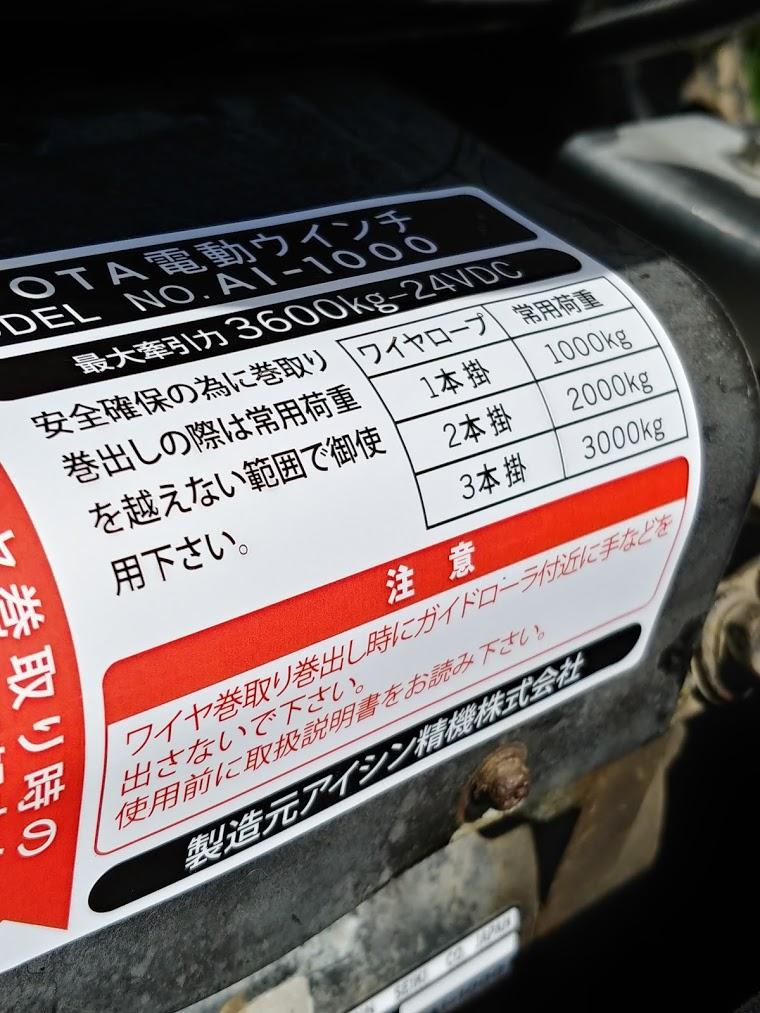 OTA電動ウインチ
DEL NO.AI-1000
最大牽引力 3600kg-24VDC
安全確保の為に巻取り
巻出しの際は常用荷重
を越えない範囲で御使
用下さい。
ワイヤロープ 常用荷重
1本掛 1000kg
2本掛 2000kg
3本掛 3000kg
注意
ワイヤ巻取り巻出し時にガイドローラ付近に手などを
出さないで下さい。
使用前に取扱説明書をお読み下さい。
製造元アイシン精機株式会社
巻取り時の
SEIKI CO. JAPAN